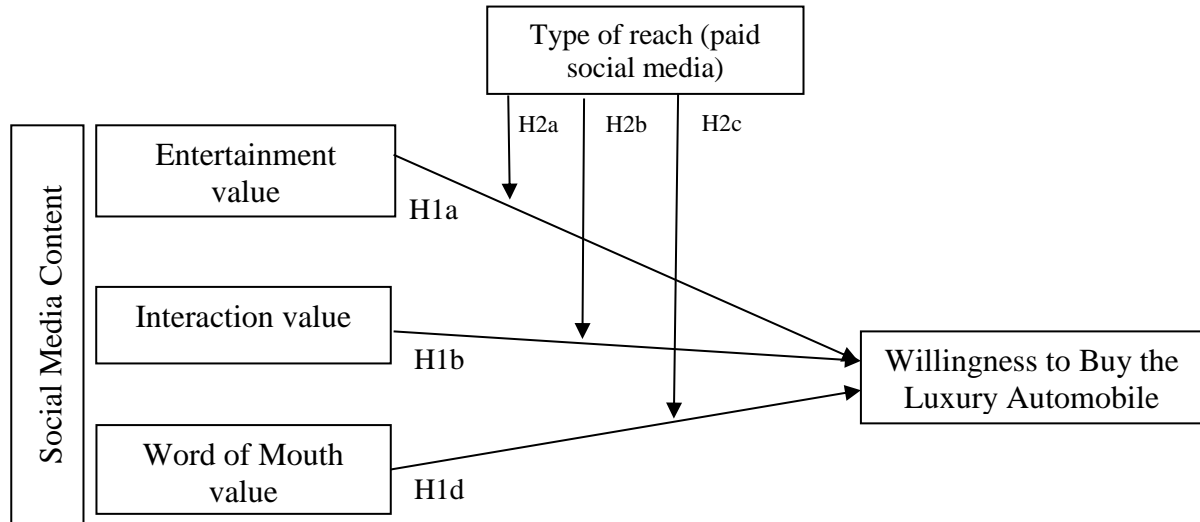 Type of reach (paid
social media)
H2a
H2b
H2c
Social Media Content
Entertainment
value
H1a
Interaction value
H1b
Word of Mouth
value
H1d
Willingness to Buy the
Luxury Automobile